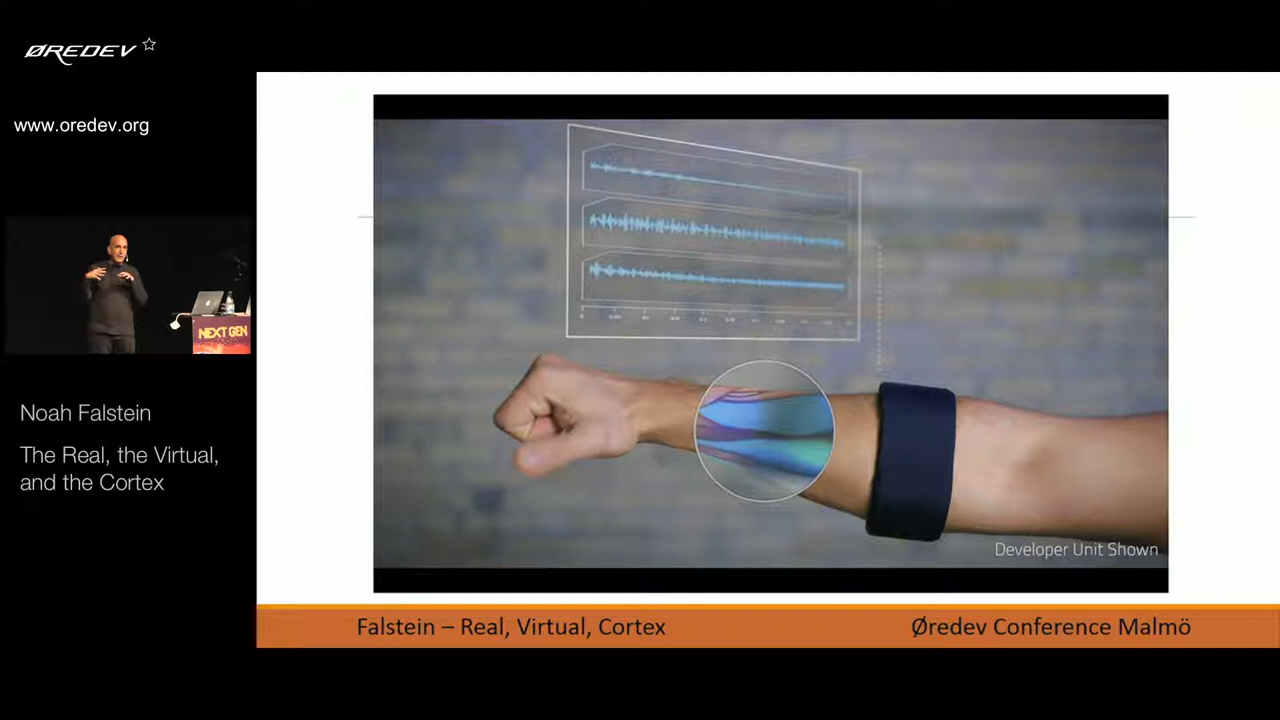 ØREDEV
www.oredev.org
NEXT GEN
Noah Falstein
The Real, the Virtual,
and the Cortex
Developer Unit Shown
Falstein – Real, Virtual, Cortex
Øredev Conference Malmö